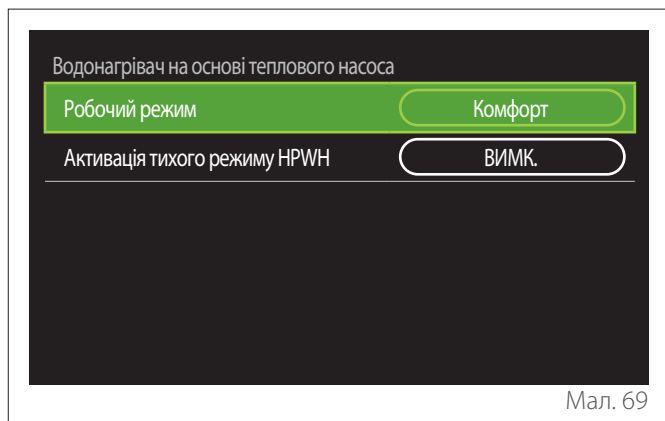 Водонагрівач на основі теплового насоса
Робочий режим Комфорт
Активація тихого режиму HPWH ВИМК.
Мал. 69